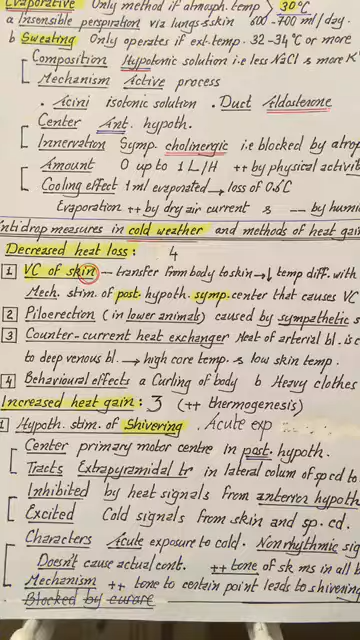 Evaporative Only method if atmosph. temp > 30°C
a Insensible perspiration via lungs & skin 600-700 ml/day.
b Sweating Only operates if ext. temp. 32-34°C or more
Composition Hypotonic solution i.e less NaCl & more K
Mechanism Active process
. Acini isotonic solution . Duct Aldosterone
Center Ant. hypoth.
Innervation Symp. cholinergic i.e blocked by atrop
Amount 0 up to 1 L/H ++ by physical activit
Cooling effect 1 ml evaporated → loss of 0.6C
Evaporation ++ by dry air current & -- by humi
Anti drop measures in cold weather and methods of heat gain
Decreased heat loss: 4
1 VC of skin -- transfer from body to skin → ↓ temp diff. with
Mech. stim. of post. hypoth. symp. center that causes VC
2 Piloerection (in lower animals) caused by sympathetic s
3 Counter-current heat exchanger Heat of arterial bl. is c
to deep venous bl. → high core temp. & low skin temp.
4 Behavioural effects a Curling of body b Heavy clothes
Increased heat gain: 3 (++ thermogenesis)
1 Hypoth. stim. of Shivering . Acute exp
Center primary motor centre in post. hypoth.
Tracts Extrapyramidal tr in lateral colum of sp cd to
Inhibited by heat signals from anterior hypoth
Excited Cold signals from skin and sp. cd.
Characters Acute exposure to cold. Nonrhythmic sig
Doesn't cause actual cont. ++ tone of sk ms in all b
Mechanism ++ tone to certain point leads to shivering
Blocked by curare